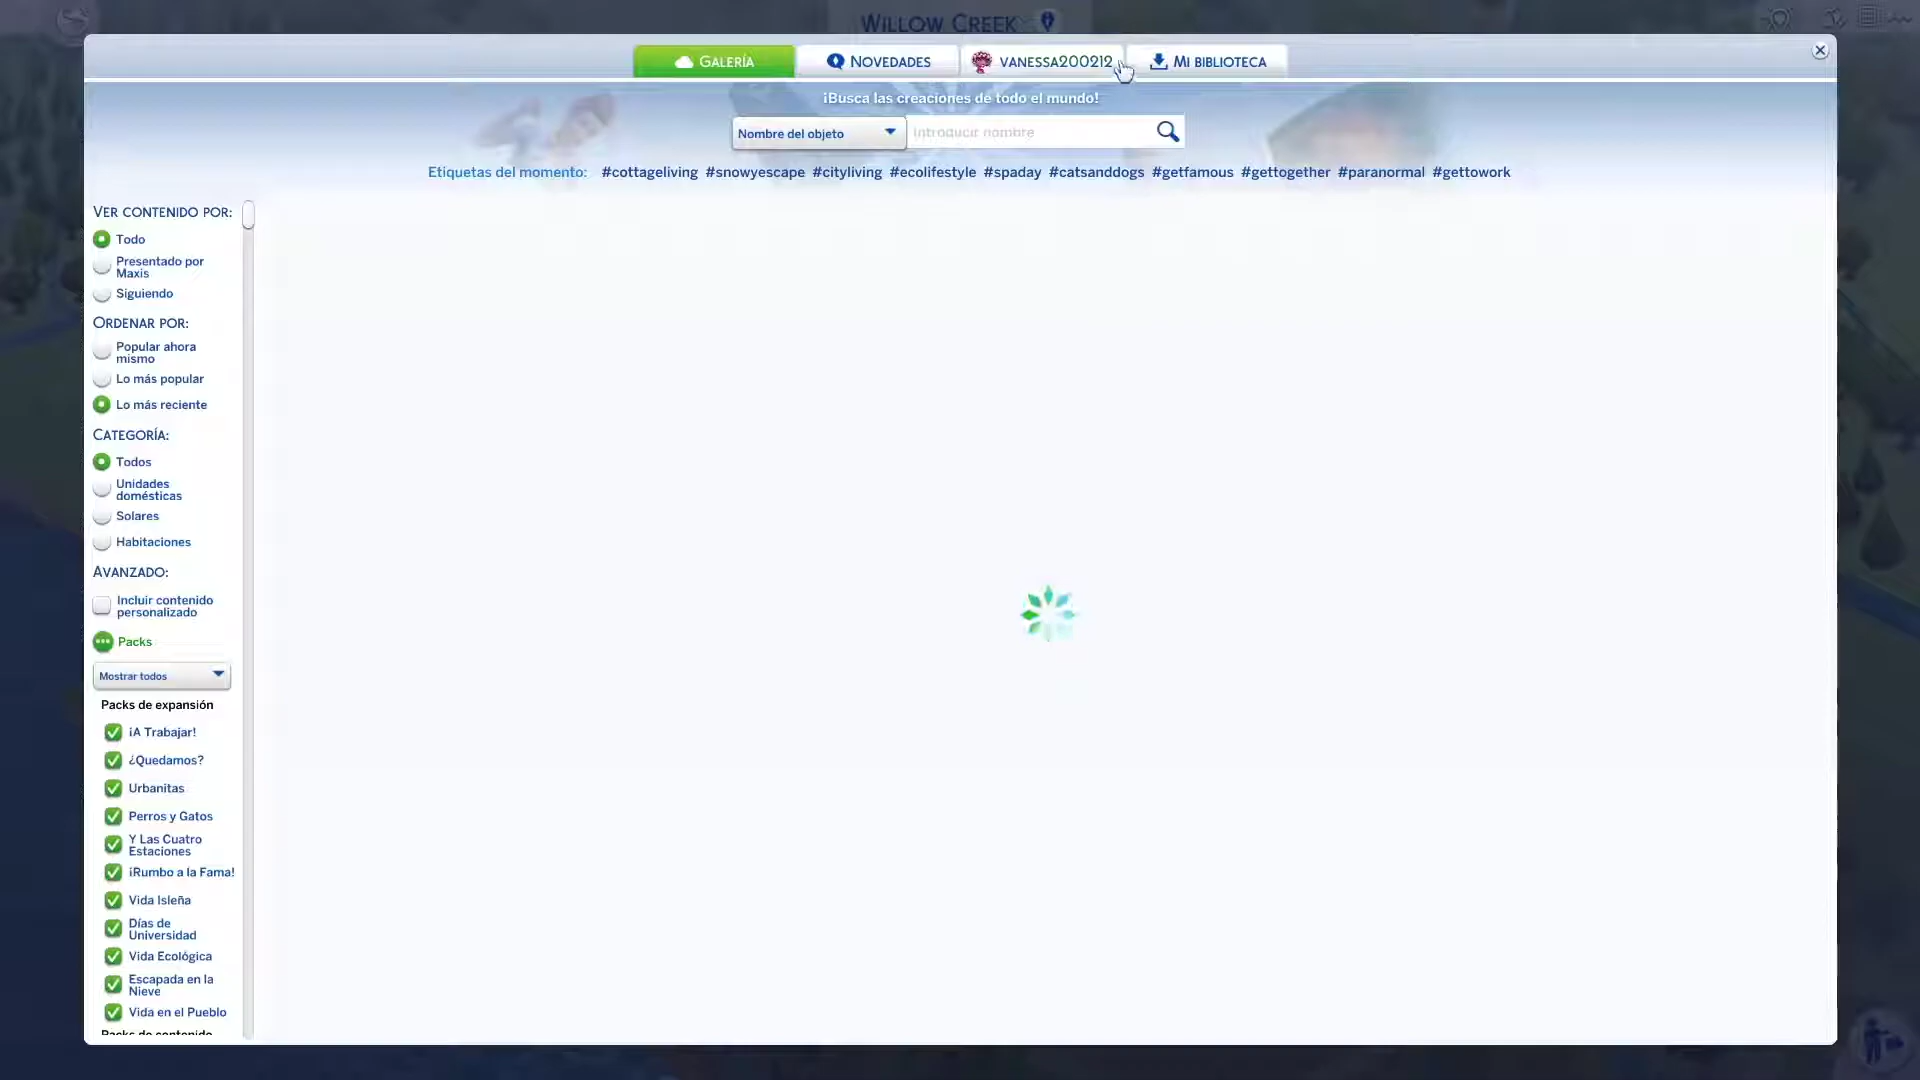 WILLOW CREEK
GALERÍA
NOVEDADES
VANESSA200212
MI BIBLIOTECA
¡Busca las creaciones de todo el mundo!
Nombre del objeto
Introducir nombre
Etiquetas del momento: #cottageliving #snowyescape #cityliving #ecolifestyle #spaday #catsanddogs #getfamous #gettogether #paranormal #gettowork
VER CONTENIDO POR:
Todo
Presentado por
Maxis
Siguiendo
ORDENAR POR:
Popular ahora
mismo
Lo más popular
Lo más reciente
CATEGORÍA:
Todos
Unidades
domésticas
Solares
Habitaciones
AVANZADO:
Incluir contenido
personalizado
Packs
Mostrar todos
Packs de expansión
¡A Trabajar!
¿Quedamos?
Urbanitas
Perros y Gatos
Y Las Cuatro
Estaciones
¡Rumbo a la Fama!
Vida Isleña
Días de
Universidad
Vida Ecológica
Escapada en la
Nieve
Vida en el Pueblo
Packs de contenido